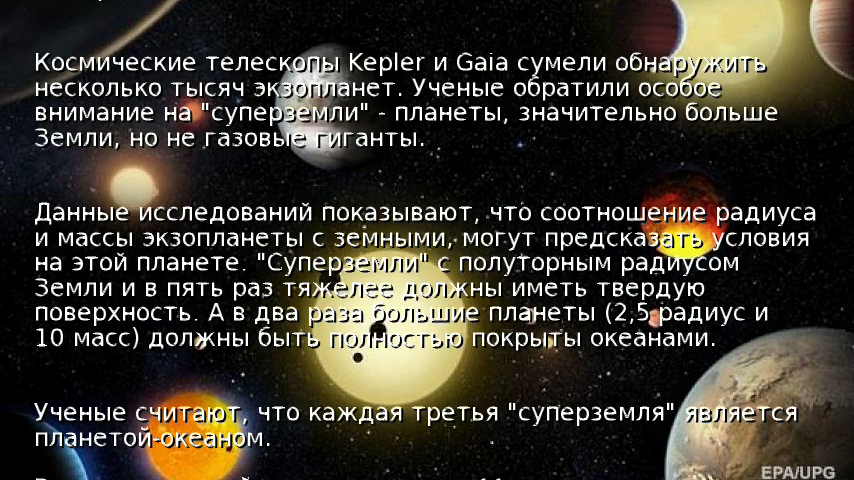 Космические телескопы Kepler и Gaia сумели обнаружить
несколько тысяч экзопланет. Ученые обратили особое
внимание на "суперземли" - планеты, значительно больше
Земли, но не газовые гиганты.
Данные исследований показывают, что соотношение радиуса
и массы экзопланеты с земными, могут предсказать условия
на этой планете. "Суперземли" с полуторным радиусом
Земли и в пять раз тяжелее должны иметь твердую
поверхность. А в два раза большие планеты (2,5 радиус и
10 масс) должны быть полностью покрыты океанами.
Ученые считают, что каждая третья "суперземля" является
планетой-океаном.
EPA/UPG